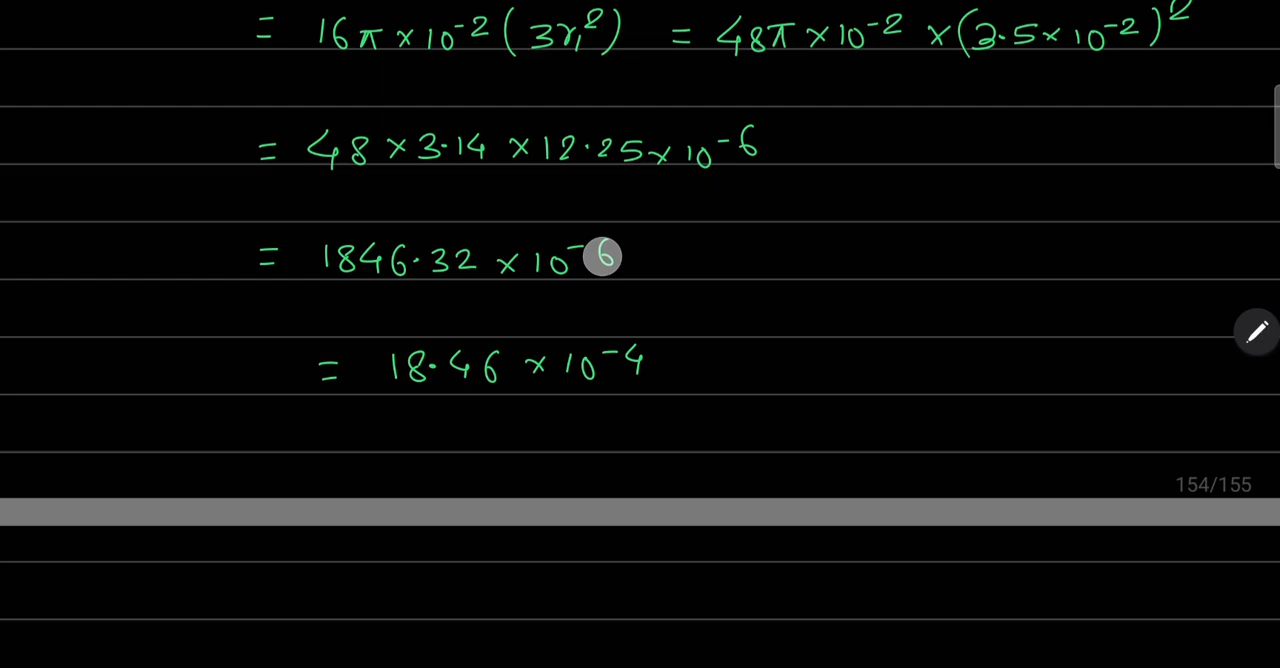 = 16π × 10⁻² (3r₁²) = 48π × 10⁻² × (3.5 × 10⁻²)²
= 48 × 3.14 × 12.25 × 10⁻⁶
= 1846.32 × 10⁻⁶
= 18.46 × 10⁻⁴
154/155